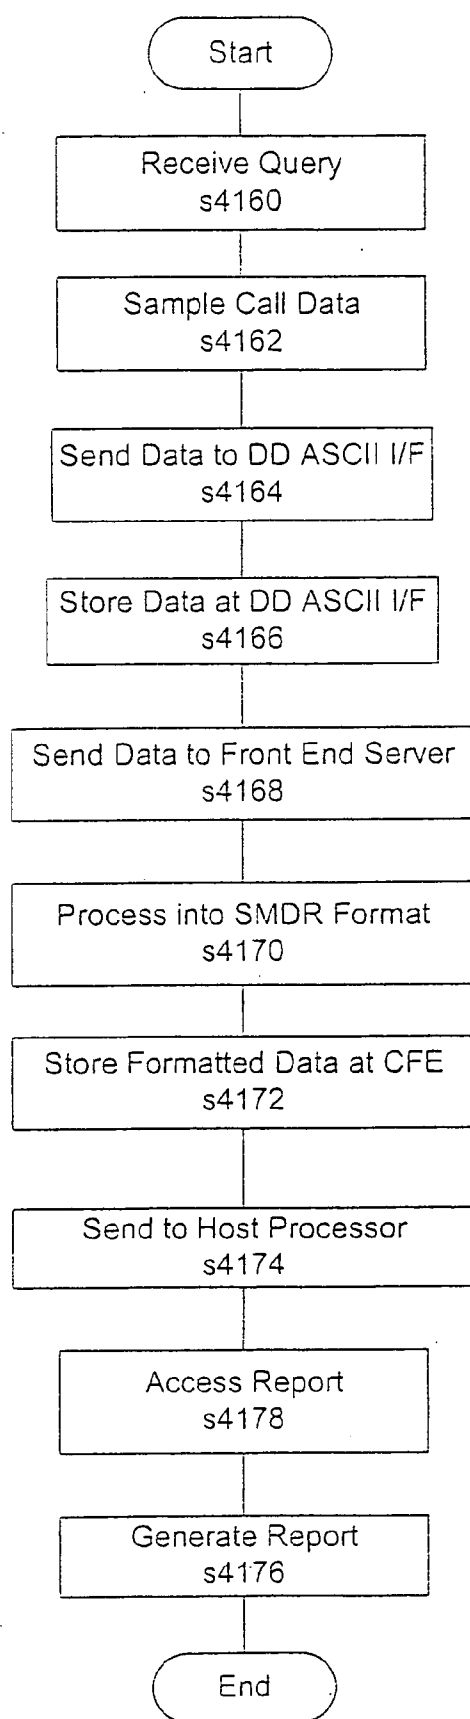 Start
Receive Query
s4160
Sample Call Data
s4162
Send Data to DD ASCII I/F
s4164
Store Data at DD ASCII I/F
s4166
Send Data to Front End Server
s4168
Process into SMDR Format
s4170
Store Formatted Data at CFE
s4172
Send to Host Processor
s4174
Access Report
s4178
Generate Report
s4176
End